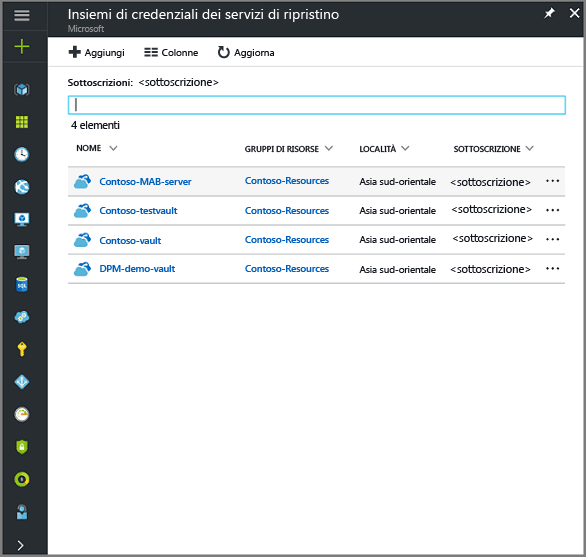 Insiemi di credenziali dei servizi di ripristino
Microsoft
Aggiungi Colonne Aggiorna
Sottoscrizioni: <sottoscrizione>
4 elementi
NOME GRUPPI DI RISORSE LOCALITÀ SOTTOSCRIZIONE
Contoso-MAB-server Contoso-Resources Asia sud-orientale <sottoscrizione> ...
Contoso-testvault Contoso-Resources Asia sud-orientale <sottoscrizione> ...
Contoso-vault Contoso-Resources Asia sud-orientale <sottoscrizione> ...
DPM-demo-vault Contoso-Resources Asia sud-orientale <sottoscrizione> ...
SQL